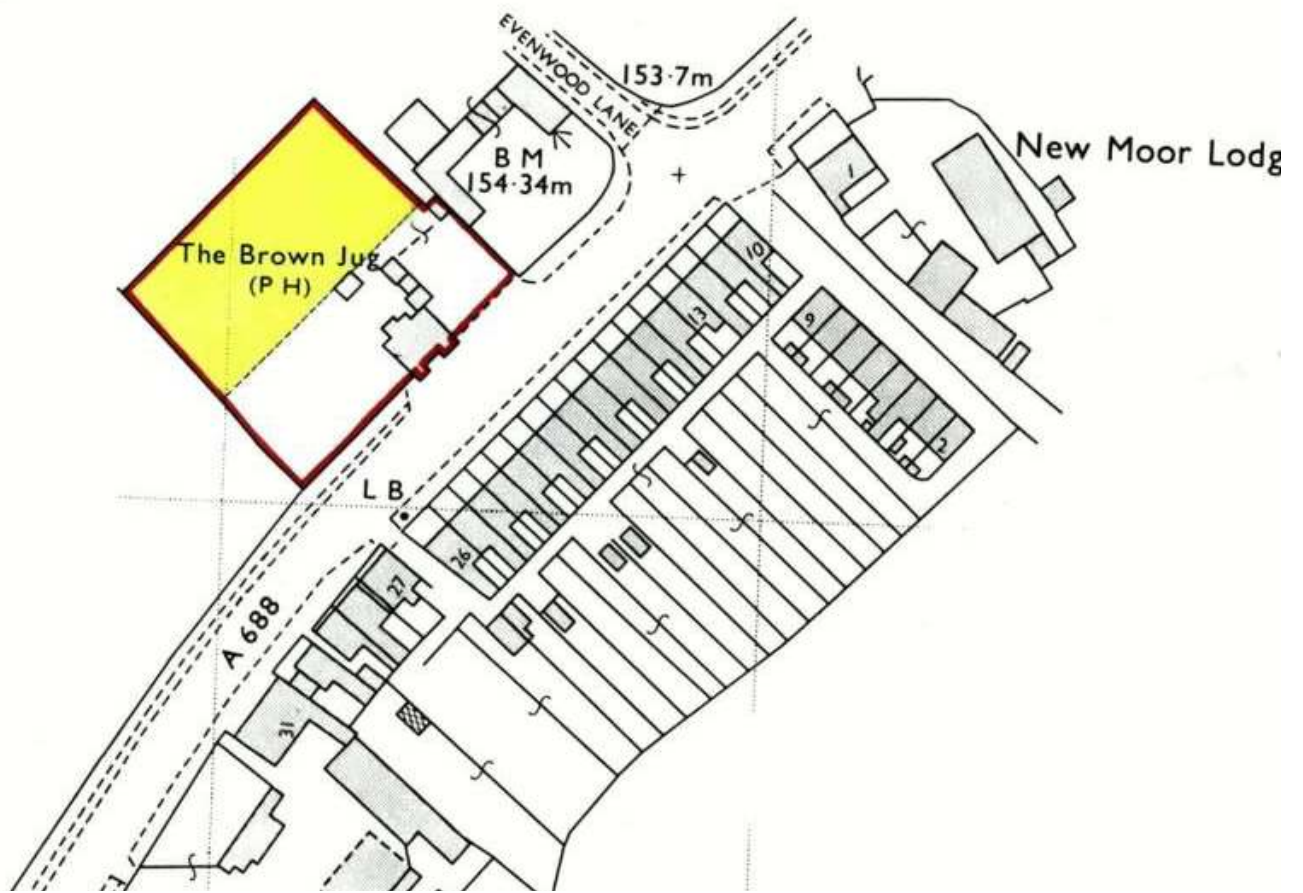 EVENWOOD LANE
153·7m
B M
154·34m
New Moor Lodg
1
The Brown Jug
(P H)
10
13
9
2
L B
26
27
A 688
31